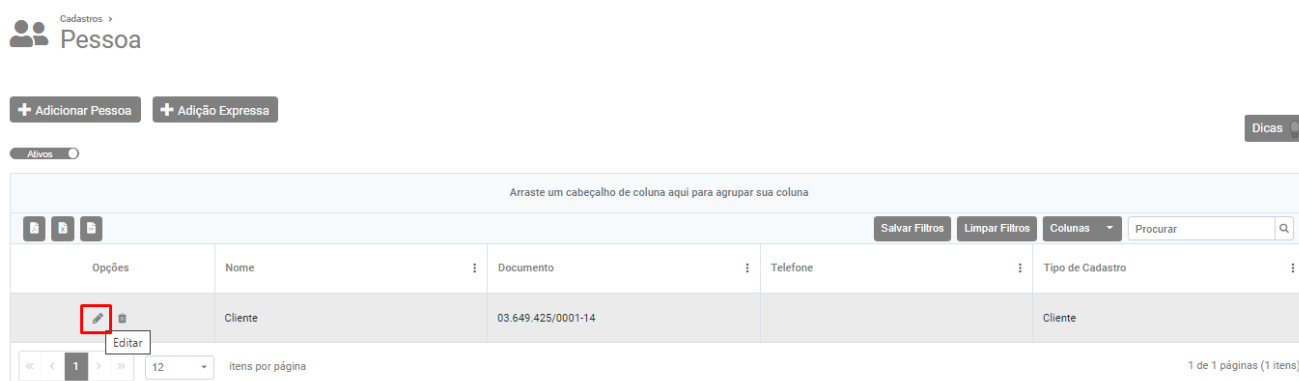 Cadastros ›
Pessoa
Adicionar Pessoa Adição Expressa
Dicas
Ativos
Arraste um cabeçalho de coluna aqui para agrupar sua coluna
Salvar Filtros Limpar Filtros Colunas Procurar
Opções Nome Documento Telefone Tipo de Cadastro
Cliente 03.649.425/0001-14 Cliente
Editar
« ‹ 1 › » 12 itens por página 1 de 1 páginas (1 itens)